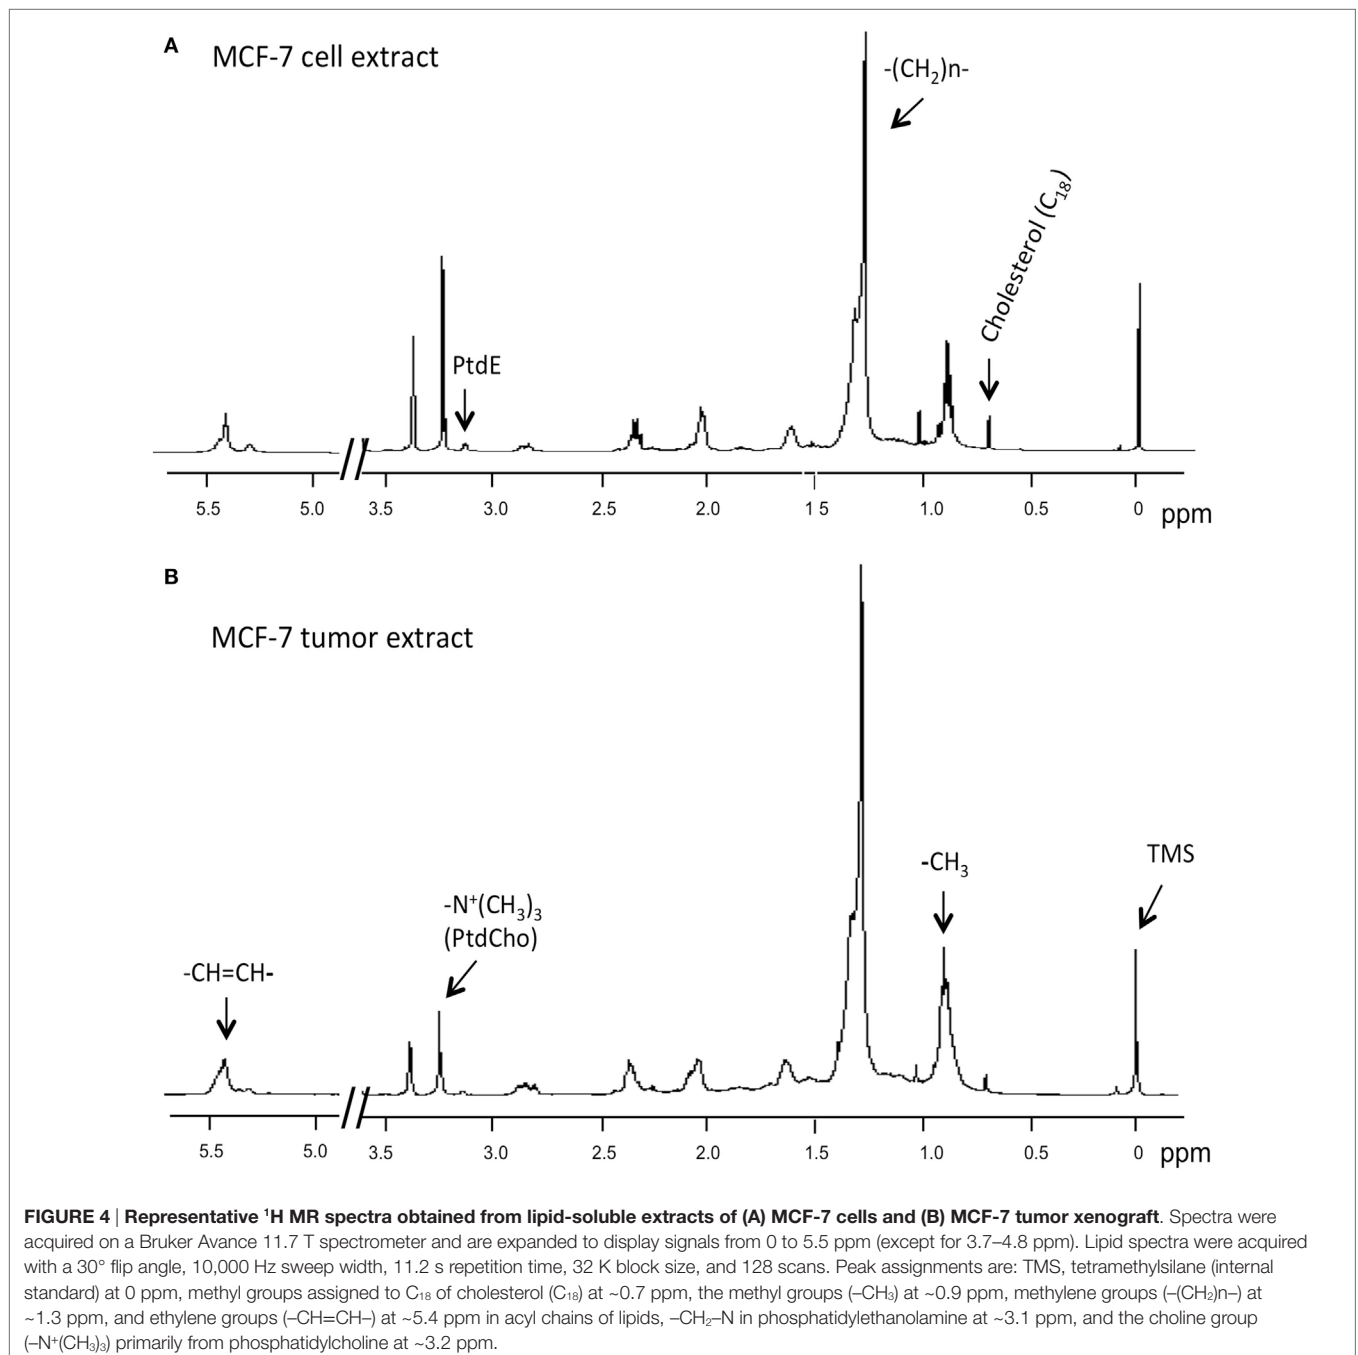 A
MCF-7 cell extract
-(CH₂)n-
Cholesterol (C₁₈)
PtdE
5.5 5.0 3.5 3.0 2.5 2.0 1 5 1.0 0.5 0 ppm
B
MCF-7 tumor extract
-CH=CH-
-N⁺(CH₃)₃
(PtdCho)
-CH₃
TMS
5.5 5.0 3.5 3.0 2.5 2.0 1.5 1.0 0.5 0 ppm
FIGURE 4 | Representative ¹H MR spectra obtained from lipid-soluble extracts of (A) MCF-7 cells and (B) MCF-7 tumor xenograft. Spectra were
acquired on a Bruker Avance 11.7 T spectrometer and are expanded to display signals from 0 to 5.5 ppm (except for 3.7–4.8 ppm). Lipid spectra were acquired
with a 30° flip angle, 10,000 Hz sweep width, 11.2 s repetition time, 32 K block size, and 128 scans. Peak assignments are: TMS, tetramethylsilane (internal
standard) at 0 ppm, methyl groups assigned to C₁₈ of cholesterol (C₁₈) at ~0.7 ppm, the methyl groups (–CH₃) at ~0.9 ppm, methylene groups (–(CH₂)n–) at
~1.3 ppm, and ethylene groups (–CH=CH–) at ~5.4 ppm in acyl chains of lipids, –CH₂–N in phosphatidylethanolamine at ~3.1 ppm, and the choline group
(–N⁺(CH₃)₃) primarily from phosphatidylcholine at ~3.2 ppm.